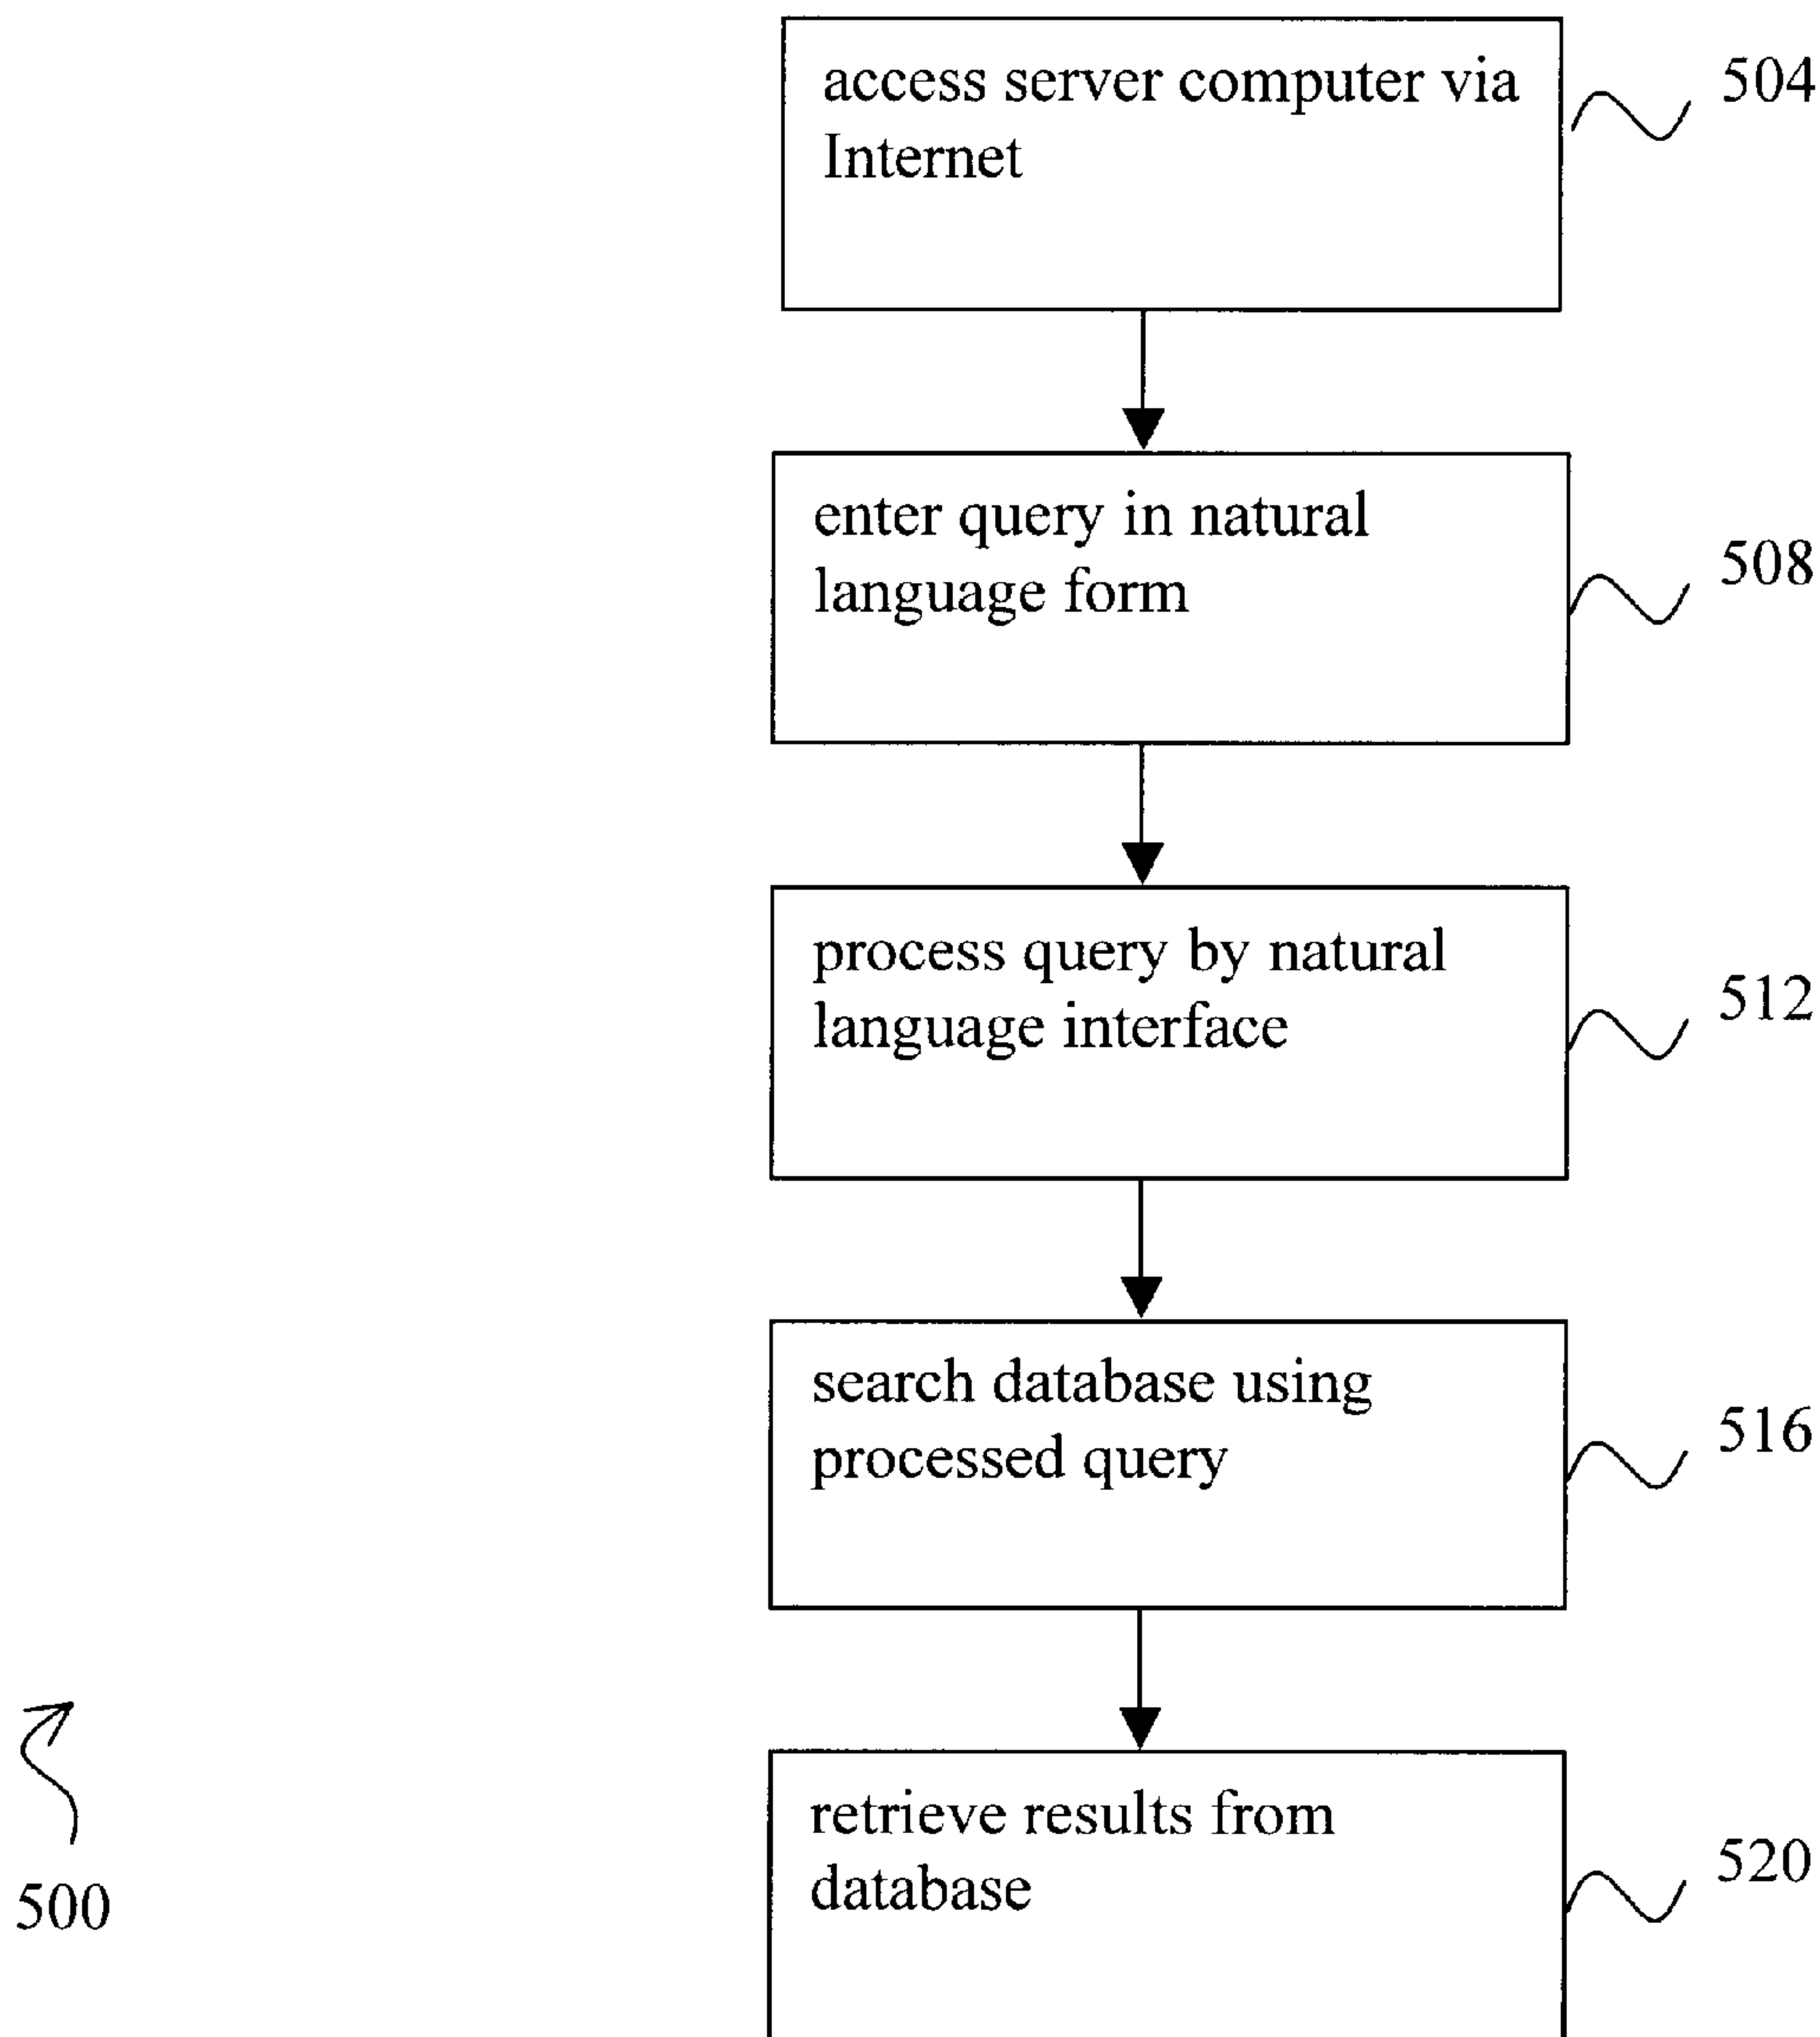 access server computer via
Internet
504
enter query in natural
language form
508
process query by natural
language interface
512
search database using
processed query
516
retrieve results from
database
520
500